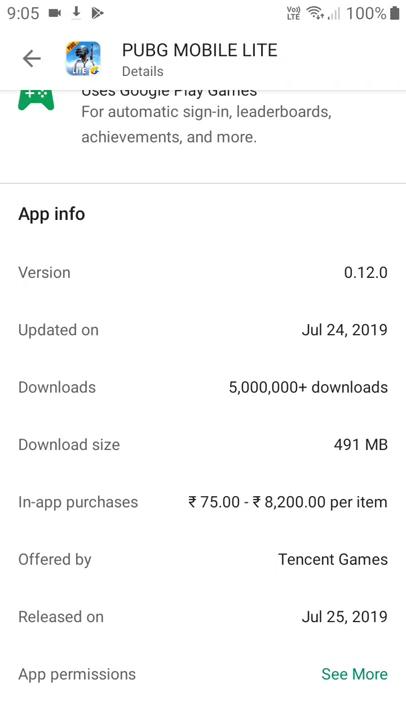 9:05 Vo)) LTE 100%
PUBG MOBILE LITE
Details
LITE
Uses Google Play Games
For automatic sign-in, leaderboards,
achievements, and more.
App info
Version 0.12.0
Updated on Jul 24, 2019
Downloads 5,000,000+ downloads
Download size 491 MB
In-app purchases ₹ 75.00 - ₹ 8,200.00 per item
Offered by Tencent Games
Released on Jul 25, 2019
App permissions See More